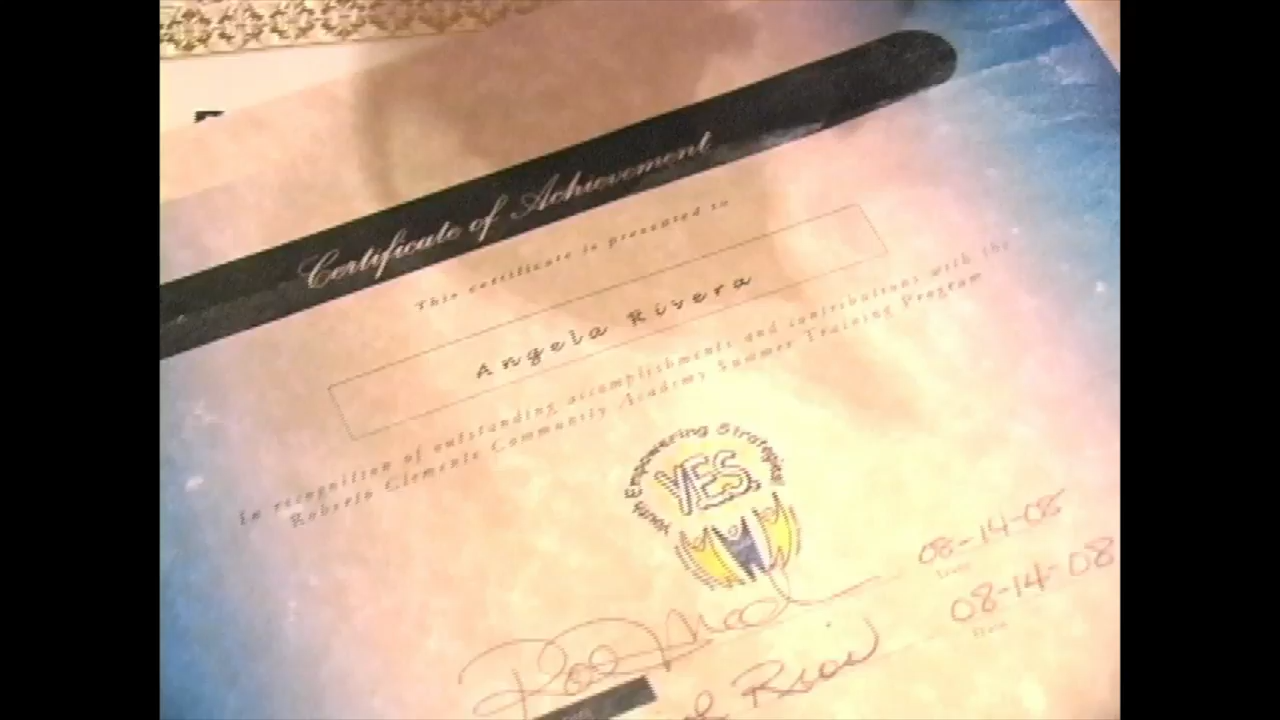 Certificate of Achievement
This certificate is presented to
Angela Rivera
In recognition of outstanding accomplishments and contributions with the
Roberto Clemente Community Academy Summer Training Program
Youth Empowering Strategies
YES
08-14-08
Date
08-14-08
Date